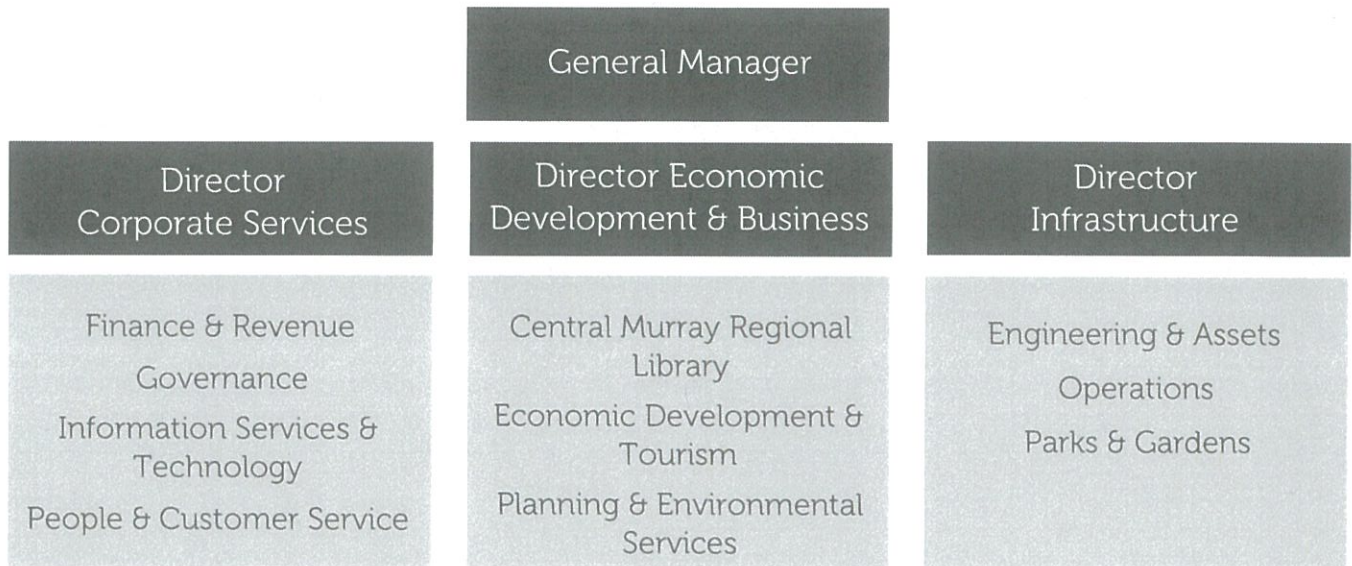 General Manager
Director
Corporate Services
Finance & Revenue
Governance
Information Services &
Technology
People & Customer Service
Director Economic
Development & Business
Central Murray Regional
Library
Economic Development &
Tourism
Planning & Environmental
Services
Director
Infrastructure
Engineering & Assets
Operations
Parks & Gardens